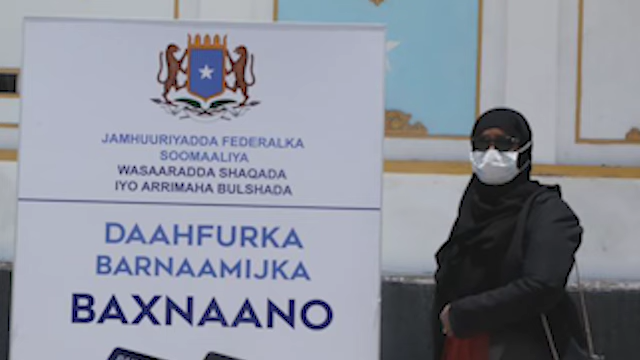 JAMHUURIYADDA FEDERALKA
SOOMAALIYA
WASAARADDA SHAQADA
IYO ARRIMAHA BULSHADA
DAAHFURKA
BARNAAMIJKA
BAXNAANO